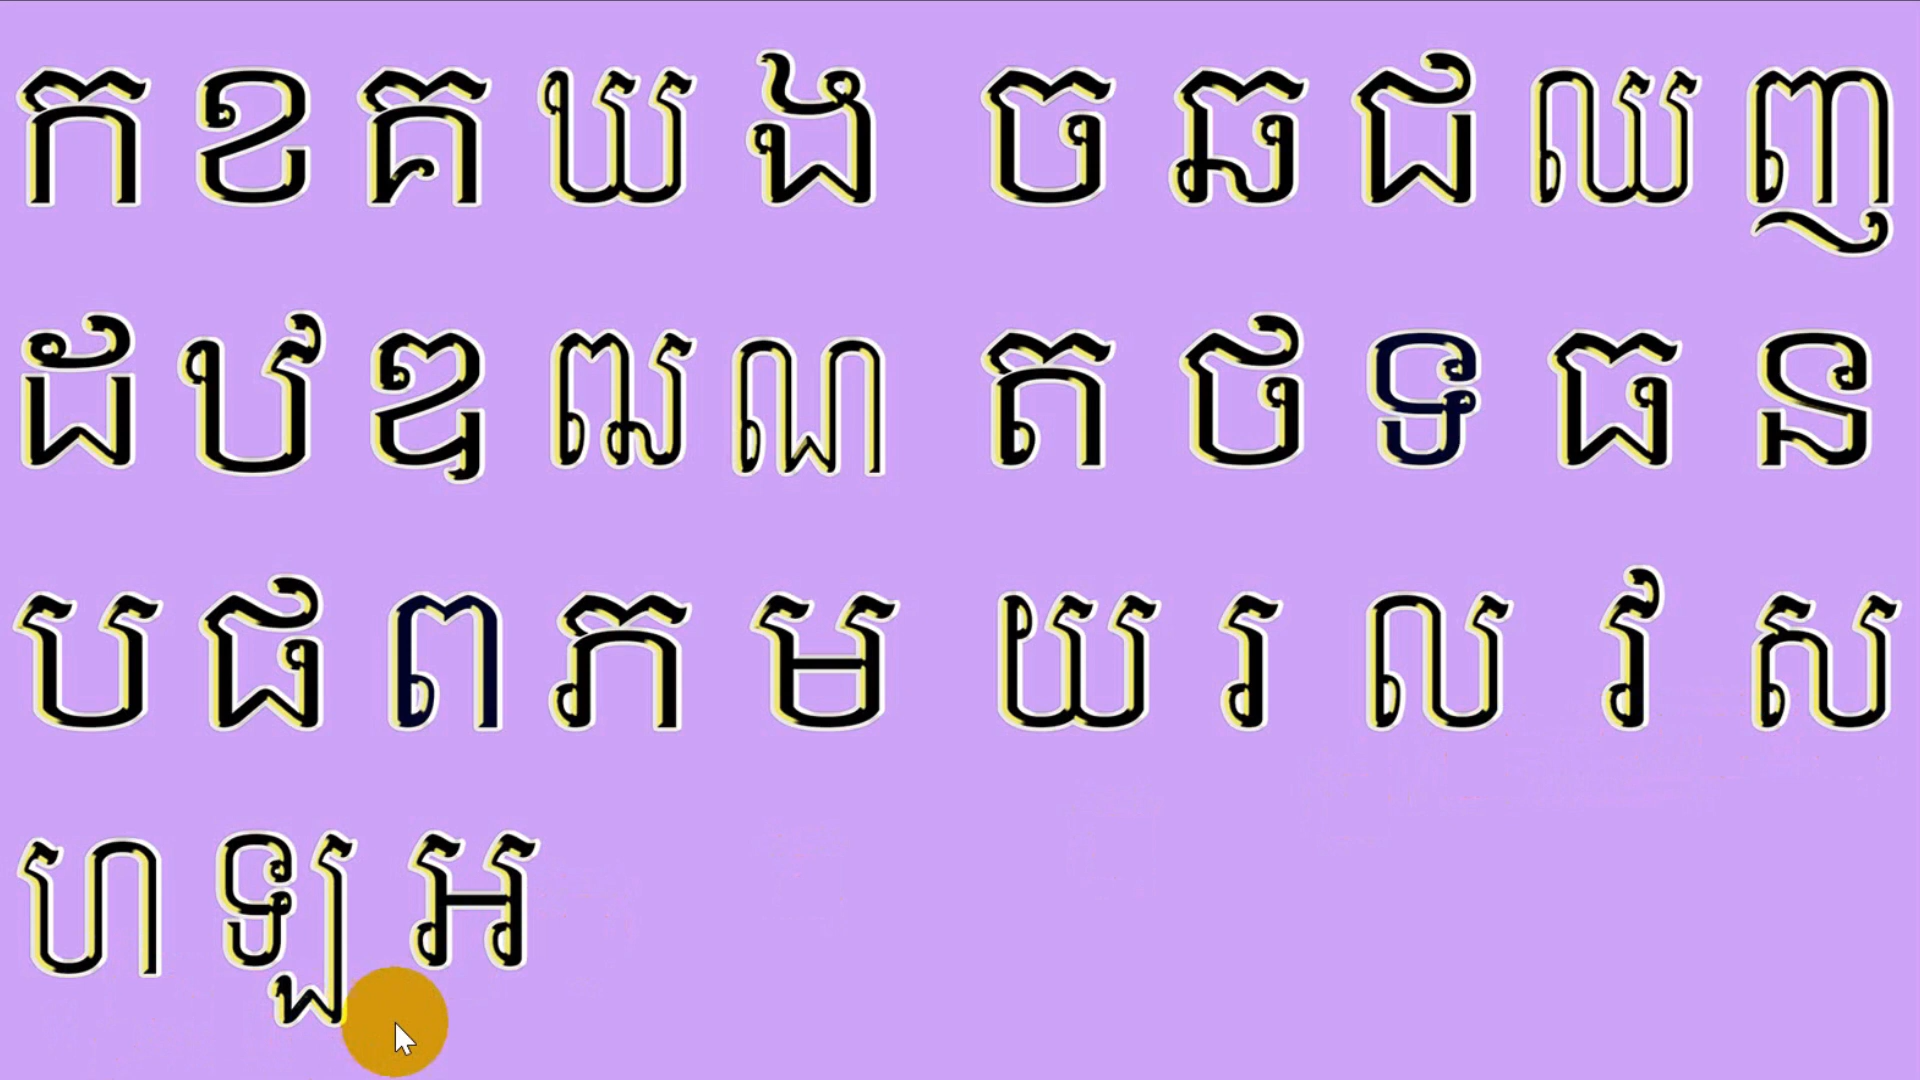 ក ខ គ ឃ ង ច ឆ ជ ឈ ញ
ដ ឋ ឌ ឍ ណ ត ថ ទ ធ ន
ប ផ ព ភ ម យ រ ល វ ស
ហ ឡ អ